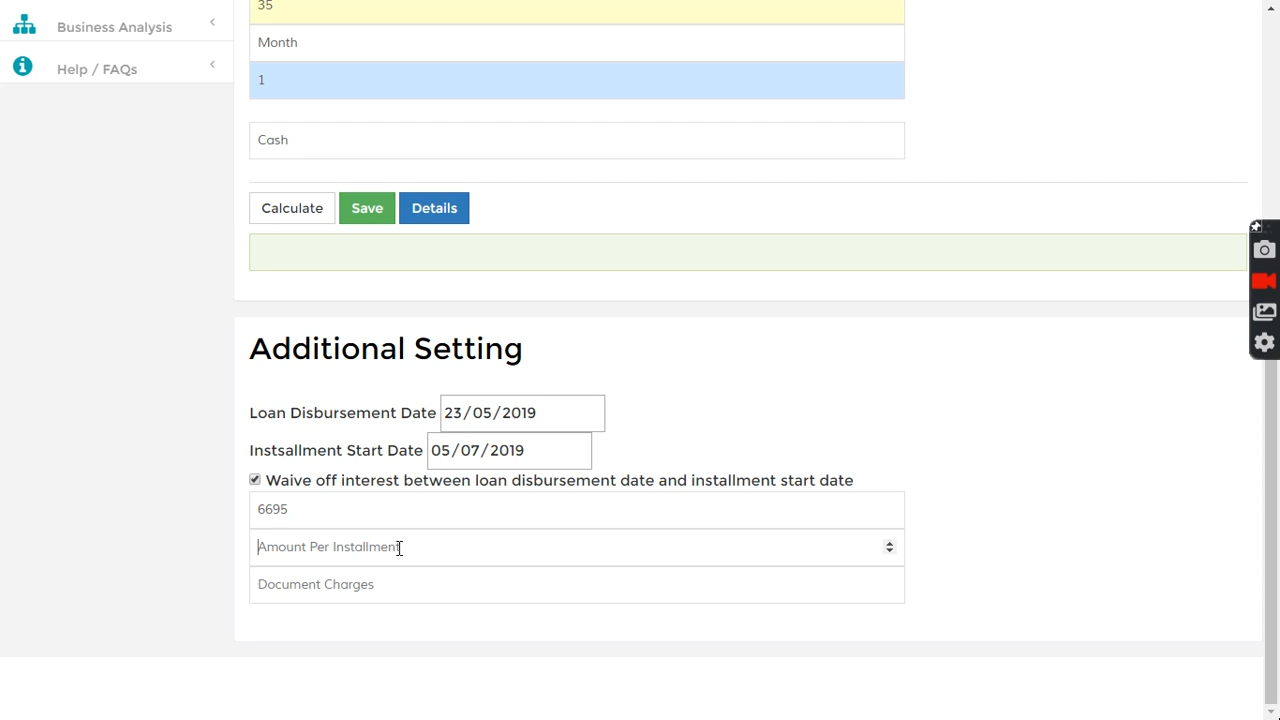 Business Analysis
Help / FAQs
35
Month
1
Cash
Calculate Save Details
Additional Setting
Loan Disbursement Date 23/05/2019
Instsallment Start Date 05/07/2019
Waive off interest between loan disbursement date and installment start date
6695
Amount Per Installment
Document Charges